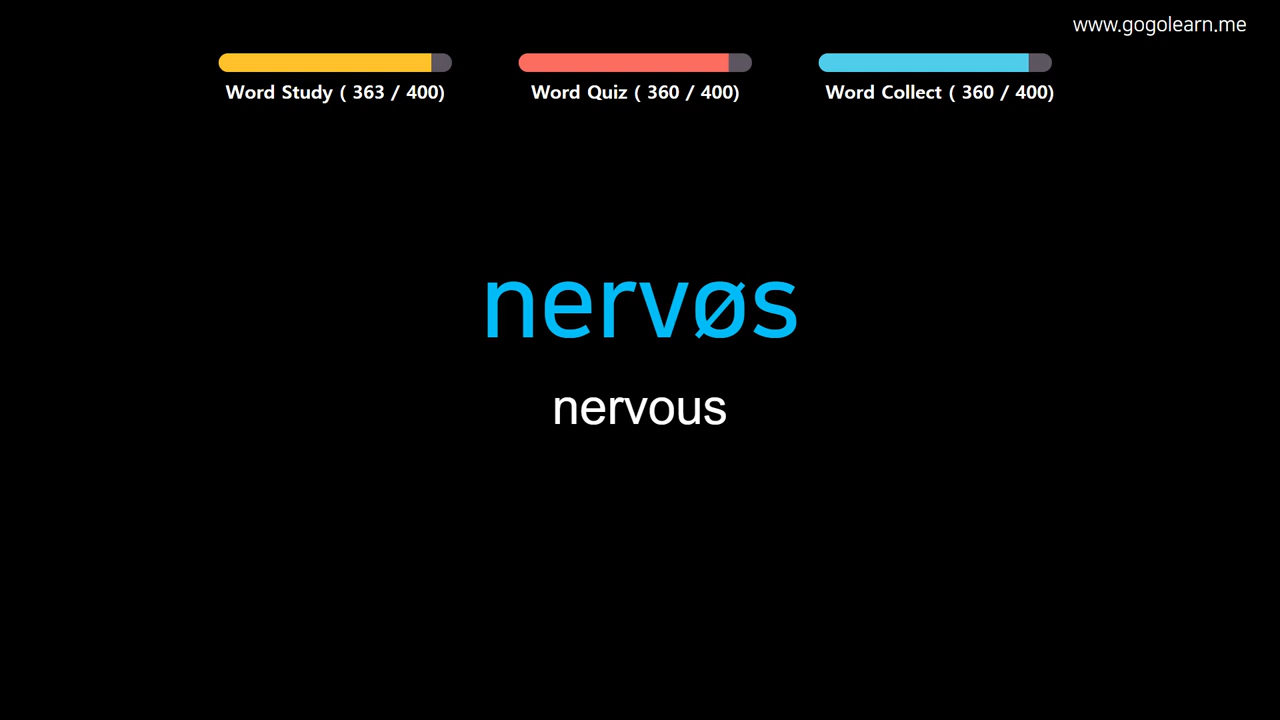 www.gogolearn.me
Word Study ( 363 / 400)
Word Quiz ( 360 / 400)
Word Collect ( 360 / 400)
nervøs
nervous